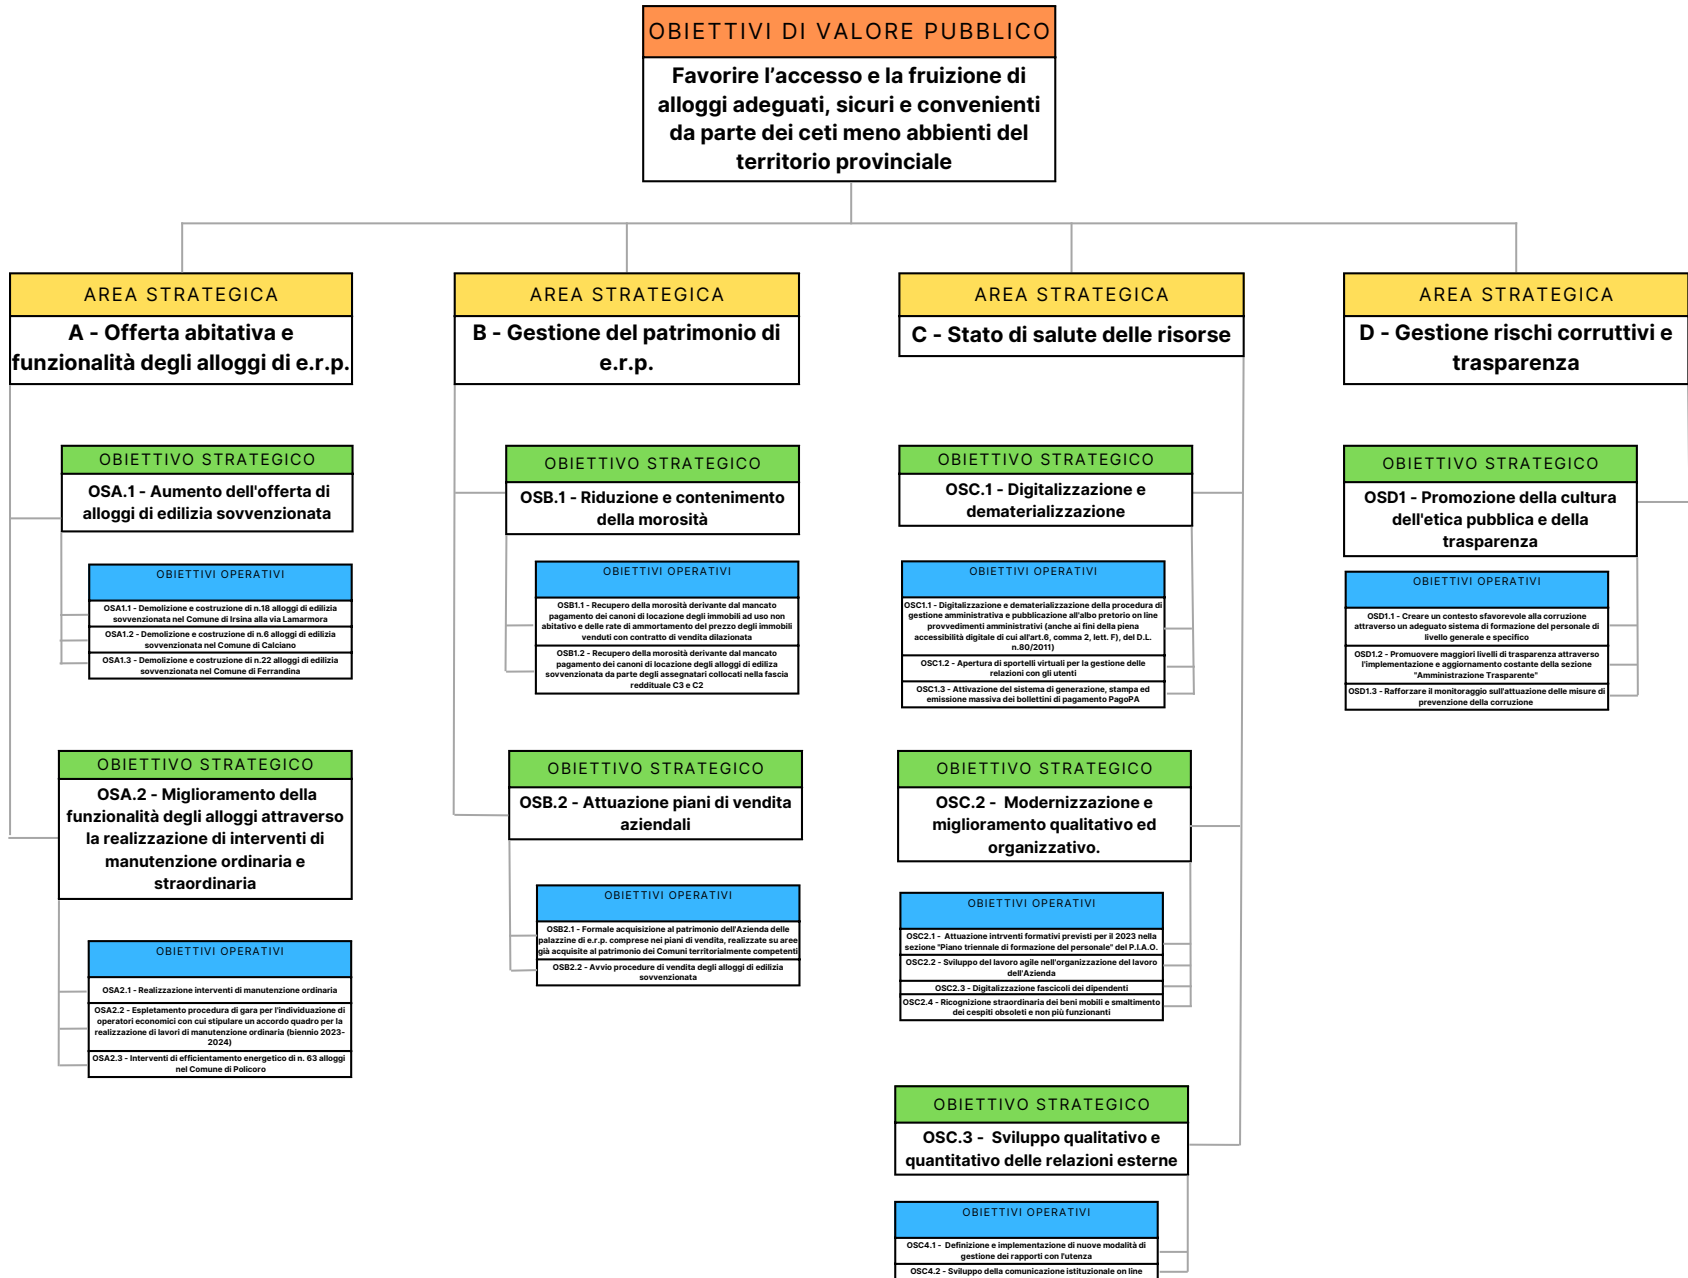 OBIETTIVI DI VALORE PUBBLICO
Favorire l'accesso e la fruizione di
alloggi adeguati, sicuri e convenienti
da parte dei ceti meno abbienti del
territorio provinciale
AREA STRATEGICA
A - Offerta abitativa e
funzionalità degli alloggi di e.r.p.
OBIETTIVO STRATEGICO
OSA.1 - Aumento dell'offerta di
alloggi di edilizia sovvenzionata
OBIETTIVI OPERATIVI
OSA1.1 - Demolizione e costruzione di n.18 alloggi di edilizia
sovvenzionata nel Comune di Irsina alla via Lamarmora
OSA1.2 - Demolizione e costruzione di n.6 alloggi di edilizia
sovvenzionata nel Comune di Calciano
OSA1.3 - Demolizione e costruzione di n.22 alloggi di edilizia
sovvenzionata nel Comune di Ferrandina
OBIETTIVO STRATEGICO
OSA.2 - Miglioramento della
funzionalità degli alloggi attraverso
la realizzazione di interventi di
manutenzione ordinaria e
straordinaria
OBIETTIVI OPERATIVI
OSA2.1 - Realizzazione interventi di manutenzione ordinaria
OSA2.2 - Espletamento procedura di gara per l'individuazione di
operatori economici con cui stipulare un accordo quadro per la
realizzazione di lavori di manutenzione ordinaria (biennio 2023-
2024)
OSA2.3 - Interventi di efficientamento energetico di n. 63 alloggi
nel Comune di Policoro
AREA STRATEGICA
B - Gestione del patrimonio di
e.r.p.
OBIETTIVO STRATEGICO
OSB.1 - Riduzione e contenimento
della morosità
OBIETTIVI OPERATIVI
OSB1.1 - Recupero della morosità derivante dal mancato
pagamento dei canoni di locazione degli immobili ad uso non
abitativo e delle rate di ammortamento del prezzo degli immobili
venduti con contratto di vendita dilazionata
OSB1.2 - Recupero della morosità derivante dal mancato
pagamento dei canoni di locazione degli alloggi di ediliza
sovvenzionata da parte degli assegnatari collocati nella fascia
reddituale C3 e C2
OBIETTIVO STRATEGICO
OSB.2 - Attuazione piani di vendita
aziendali
OBIETTIVI OPERATIVI
OSB2.1 - Formale acquisizione al patrimonio dell'Azienda delle
palazzine di e.r.p. comprese nei piani di vendita, realizzate su aree
già acquisite al patrimonio dei Comuni territorialmente competenti
OSB2.2 - Avvio procedure di vendita degli alloggi di edilizia
sovvenzionata
AREA STRATEGICA
C - Stato di salute delle risorse
OBIETTIVO STRATEGICO
OSC.1 - Digitalizzazione e
dematerializzazione
OBIETTIVI OPERATIVI
OSC1.1 - Digitalizzazione e dematerializzazione della procedura di
gestione amministrativa e pubblicazione all'albo pretorio on line
provvedimenti amministrativi (anche ai fini della piena
accessibilità digitale di cui all'art.6, comma 2, lett. F), del D.L.
n.80/2011)
OSC1.2 - Apertura di sportelli virtuali per la gestione delle
relazioni con gli utenti
OSC1.3 - Attivazione del sistema di generazione, stampa ed
emissione massiva dei bollettini di pagamento PagoPA
OBIETTIVO STRATEGICO
OSC.2 - Modernizzazione e
miglioramento qualitativo ed
organizzativo.
OBIETTIVI OPERATIVI
OSC2.1 - Attuazione intrventi formativi previsti per il 2023 nella
sezione "Piano triennale di formazione del personale" del P.I.A.O.
OSC2.2 - Sviluppo del lavoro agile nell'organizzazione del lavoro
dell'Azienda
OSC2.3 - Digitalizzazione fascicoli dei dipendenti
OSC2.4 - Ricognizione straordinaria dei beni mobili e smaltimento
dei cespiti obsoleti e non più funzionanti
OBIETTIVO STRATEGICO
OSC.3 - Sviluppo qualitativo e
quantitativo delle relazioni esterne
OBIETTIVI OPERATIVI
OSC4.1 - Definizione e implementazione di nuove modalità di
gestione dei rapporti con l'utenza
OSC4.2 - Sviluppo della comunicazione istituzionale on line
AREA STRATEGICA
D - Gestione rischi corruttivi e
trasparenza
OBIETTIVO STRATEGICO
OSD1 - Promozione della cultura
dell'etica pubblica e della
trasparenza
OBIETTIVI OPERATIVI
OSD1.1 - Creare un contesto sfavorevole alla corruzione
attraverso un adeguato sistema di formazione del personale di
livello generale e specifico
OSD1.2 - Promuovere maggiori livelli di trasparenza attraverso
l'implementazione e aggiornamento costante della sezione
"Amministrazione Trasparente"
OSD1.3 - Rafforzare il monitoraggio sull'attuazione delle misure di
prevenzione della corruzione